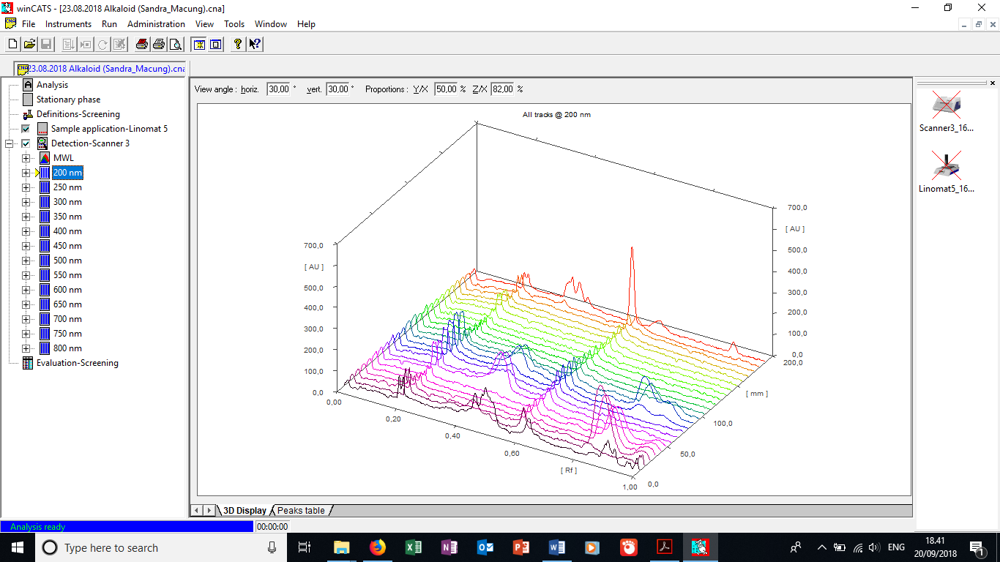 winCATS - [23.08.2018 Alkaloid (Sandra_Macung).cna]
File Instruments Run Administration View Tools Window Help
23.08.2018 Alkaloid (Sandra_Macung).cna
Analysis
Stationary phase
Definitions-Screening
Sample application-Linomat 5
Detection-Scanner 3
MWL
200 nm
250 nm
300 nm
350 nm
400 nm
450 nm
500 nm
550 nm
600 nm
650 nm
700 nm
750 nm
800 nm
Evaluation-Screening
View angle : horiz. 30,00 ° vert. 30,00 ° Proportions : Y/X 50,00 % Z/X 82,00 %
All tracks @ 200 nm
700,0
[ AU ]
500,0
400,0
300,0
200,0
100,0
0,0
0,00
0,20
0,40
0,60
[ Rf ]
1,00
700,0
[ AU ]
500,0
400,0
300,0
200,0
100,0
0,0
200,0
[ mm ]
100,0
50,0
0,0
3D Display Peaks table
Scanner3_16...
Linomat5_16...
Analysis ready 00:00:00
Type here to search
ENG
18.41
20/09/2018
1